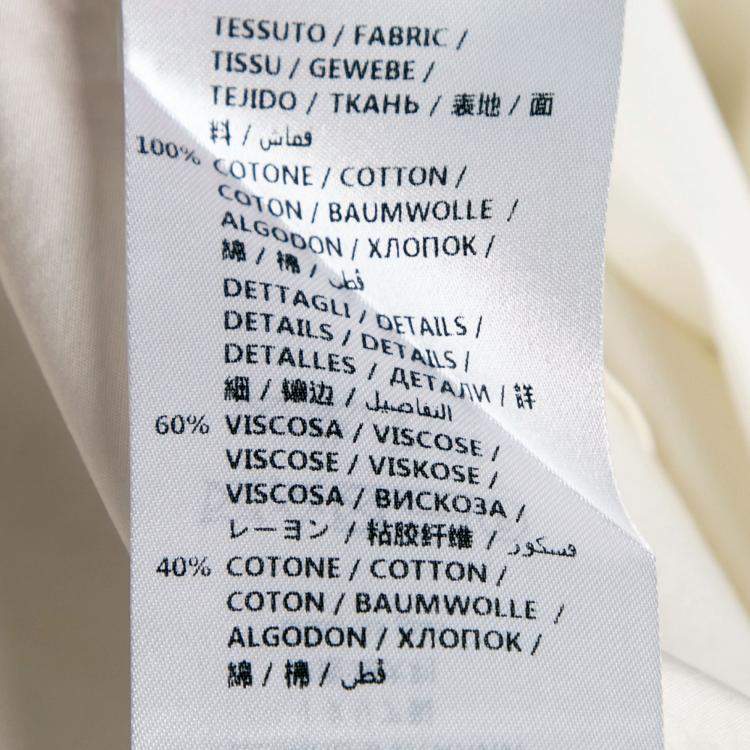 TESSUTO / FABRIC /
TISSU / GEWEBE /
TEJIDO / ТКАНЬ / 表地 / 面
料 / قماش
100% COTONE / COTTON /
COTON / BAUMWOLLE /
ALGODON / ХЛОПОК /
綿 / 棉 / قطن
DETTAGLI / DETAILS /
DETAILS / DETAILS /
DETALLES / ДЕТАЛИ / 詳
細 / 镶边 / التفاصيل
60% VISCOSA / VISCOSE /
VISCOSE / VISKOSE /
VISCOSA / ВИСКОЗА /
レーヨン / 粘胶纤维 / فسكوز
40% COTONE / COTTON /
COTON / BAUMWOLLE /
ALGODON / ХЛОПОК /
綿 / 棉 / قطن